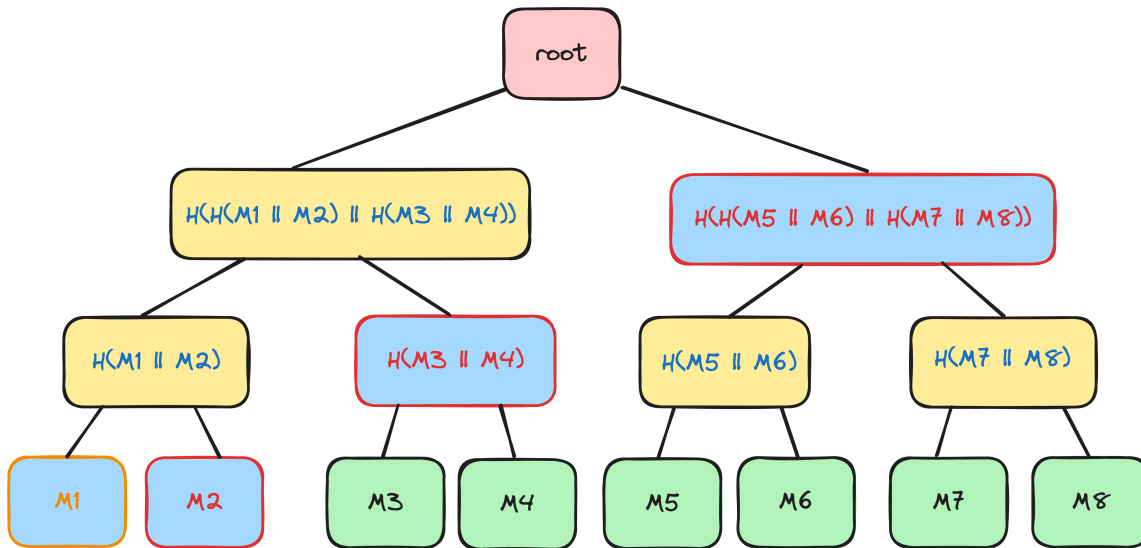 root
H(H(M1 || M2) || H(M3 || M4))
H(H(M5 || M6) || H(M7 || M8))
H(M1 || M2)
H(M3 || M4)
H(M5 || M6)
H(M7 || M8)
M1
M2
M3
M4
M5
M6
M7
M8